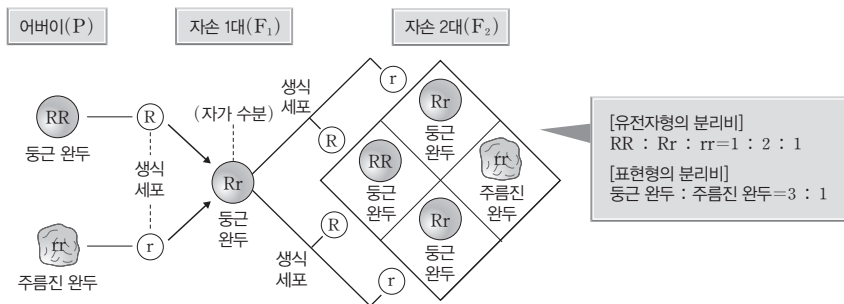 어버이(P)
자손 1대(F₁)
자손 2대(F₂)
RR
둥근 완두
R
생식
세포
rr
주름진 완두
r
(자가 수분)
Rr
둥근
완두
생식
세포
r
R
생식
세포
R
r
Rr
둥근
완두
RR
둥근
완두
rr
주름진
완두
Rr
둥근
완두
[유전자형의 분리비]
RR : Rr : rr=1 : 2 : 1
[표현형의 분리비]
둥근 완두 : 주름진 완두=3 : 1